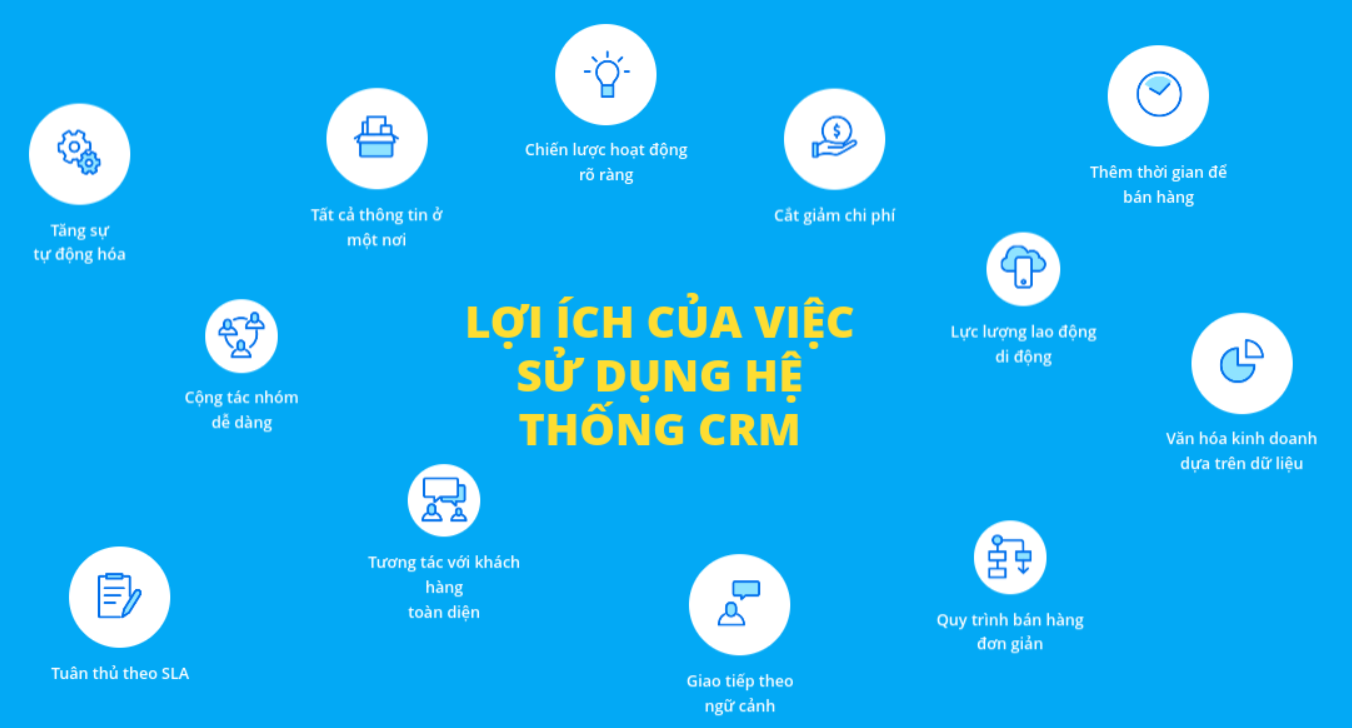 Chiến lược hoạt động
rõ ràng
Thêm thời gian để
bán hàng
Tất cả thông tin ở
một nơi
Cắt giảm chi phí
Tăng sự
tự động hóa
LỢI ÍCH CỦA VIỆC
SỬ DỤNG HỆ
THỐNG CRM
Lực lượng lao động
di động
Cộng tác nhóm
dễ dàng
Văn hóa kinh doanh
dựa trên dữ liệu
Tương tác với khách
hàng
toàn diện
Quy trình bán hàng
đơn giản
Tuân thủ theo SLA
Giao tiếp theo
ngữ cảnh
$